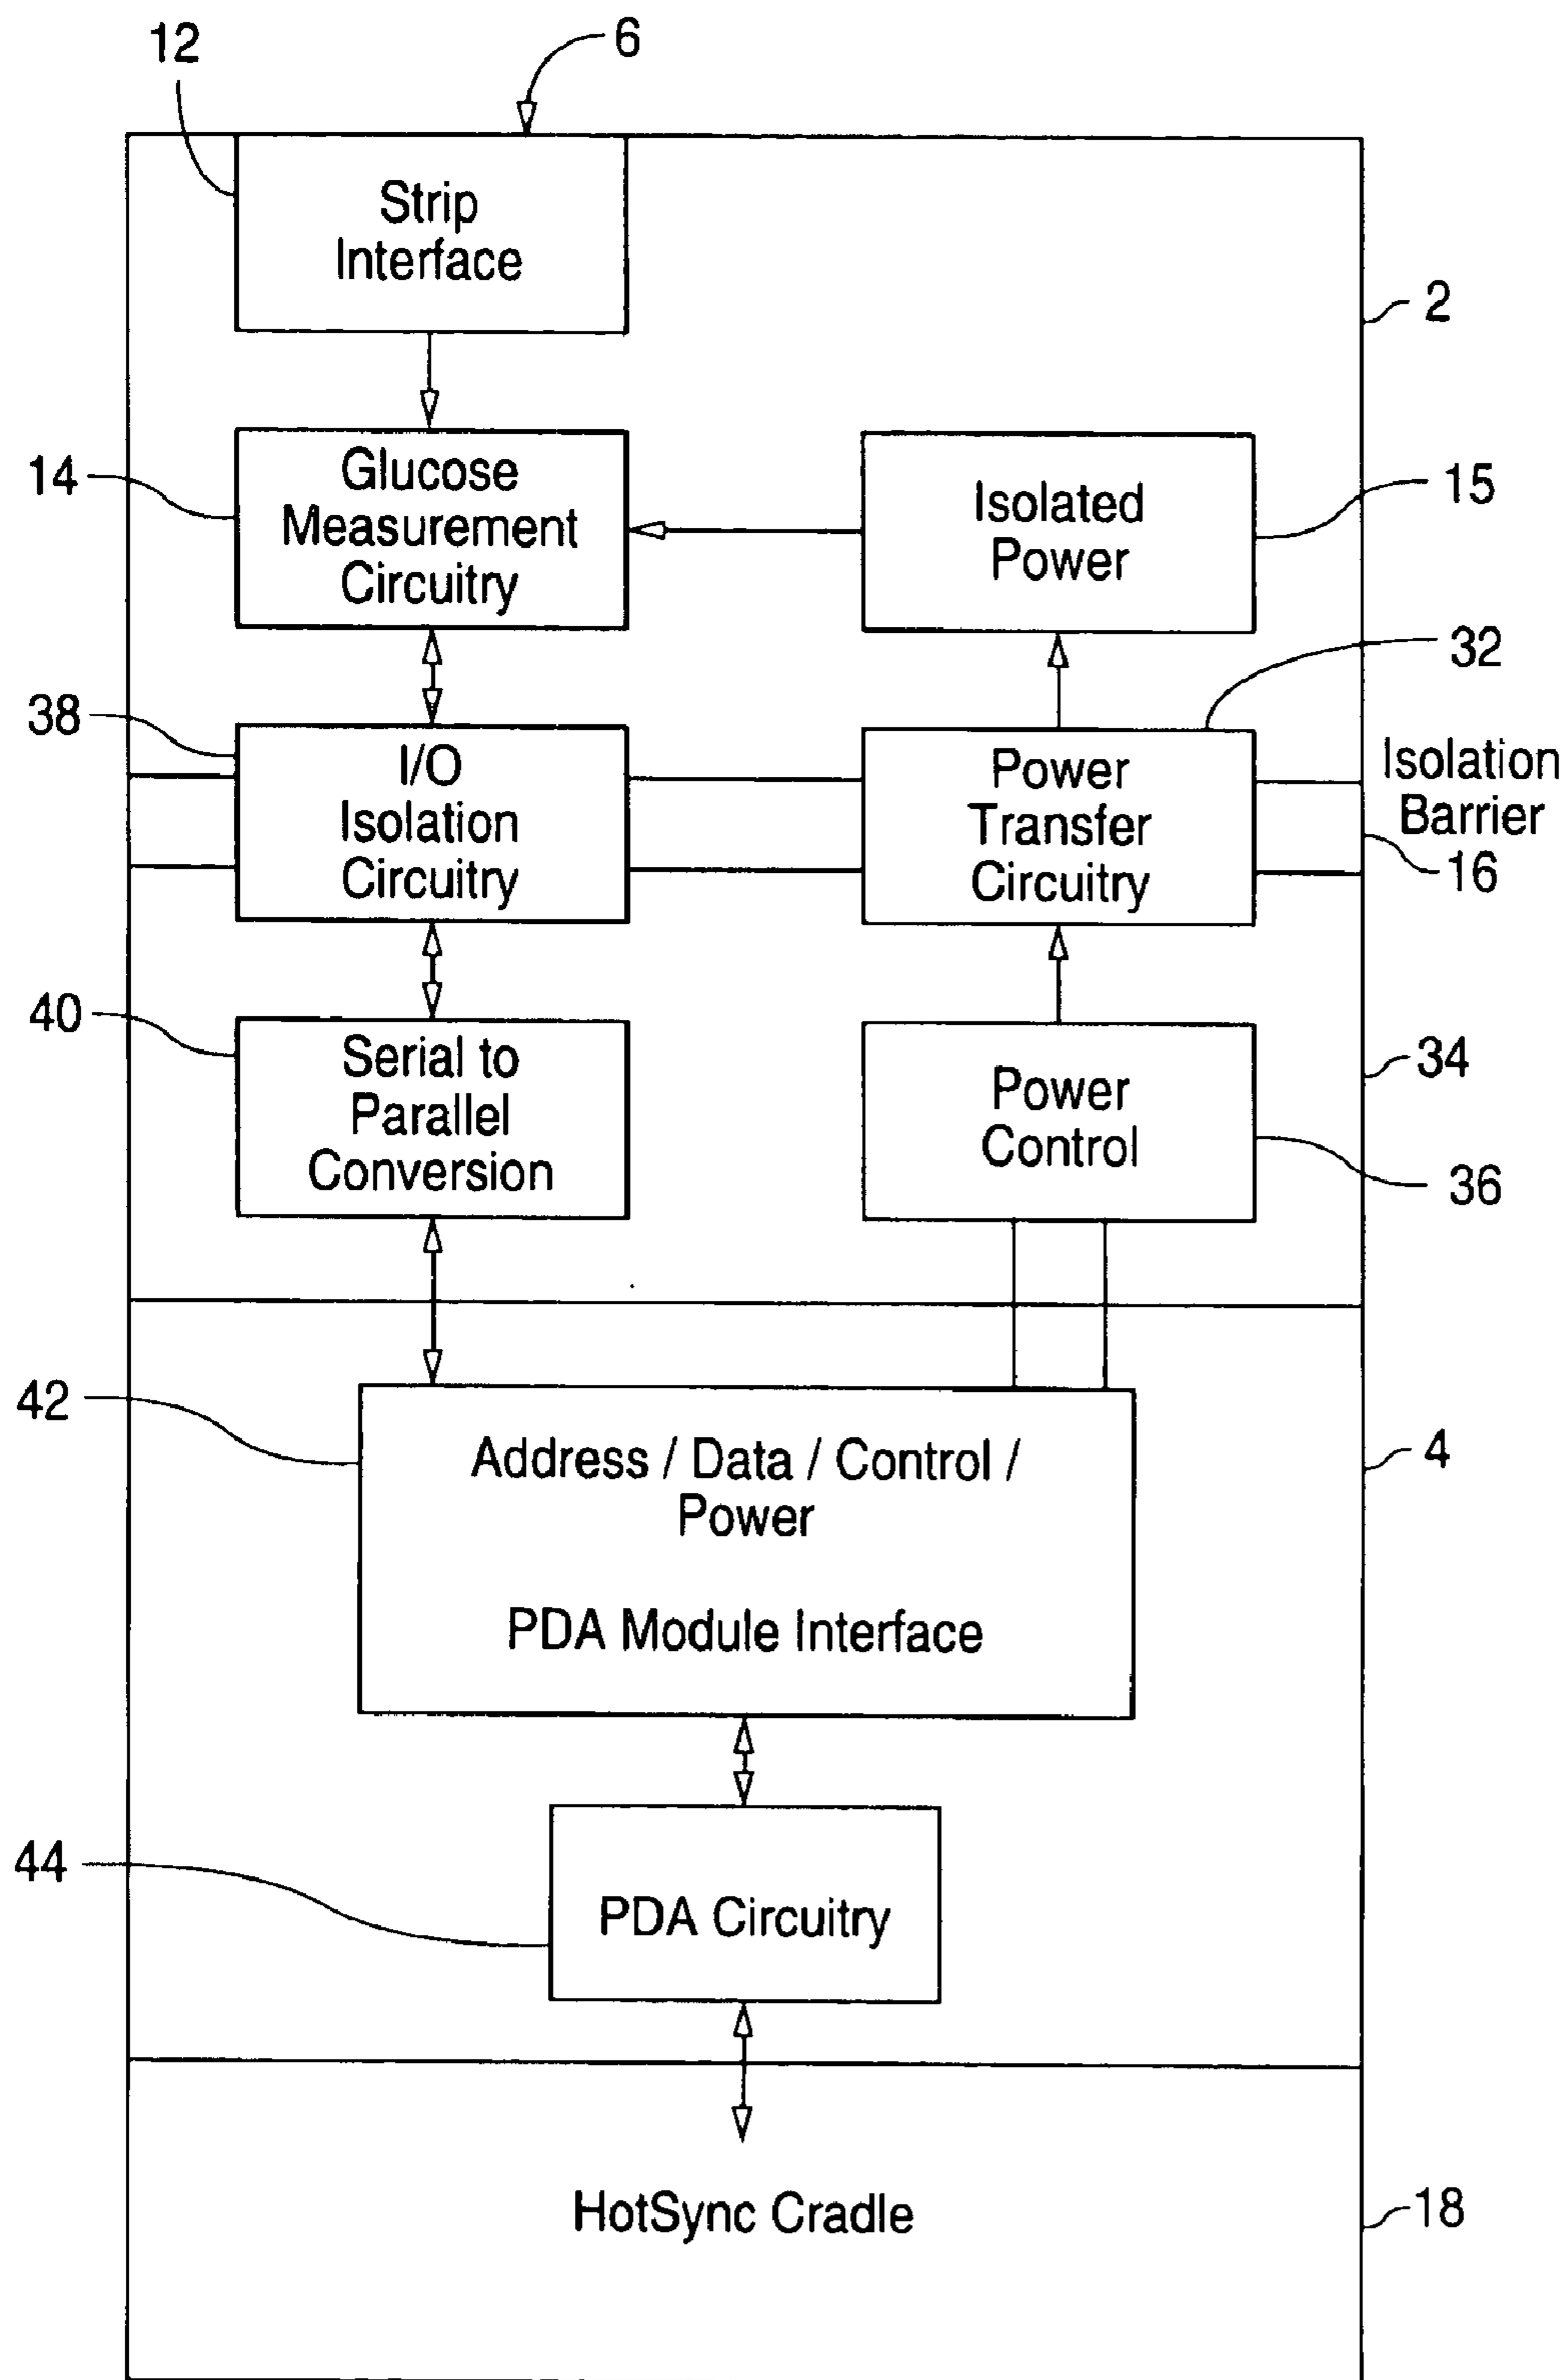 12
6
Strip
Interface
2
14
Glucose
Measurement
Circuitry
Isolated
Power
15
32
38
I/O
Isolation
Circuitry
Power
Transfer
Circuitry
Isolation
Barrier
16
40
Serial to
Parallel
Conversion
Power
Control
34
36
42
Address / Data / Control /
Power
PDA Module Interface
4
44
PDA Circuitry
HotSync Cradle
18